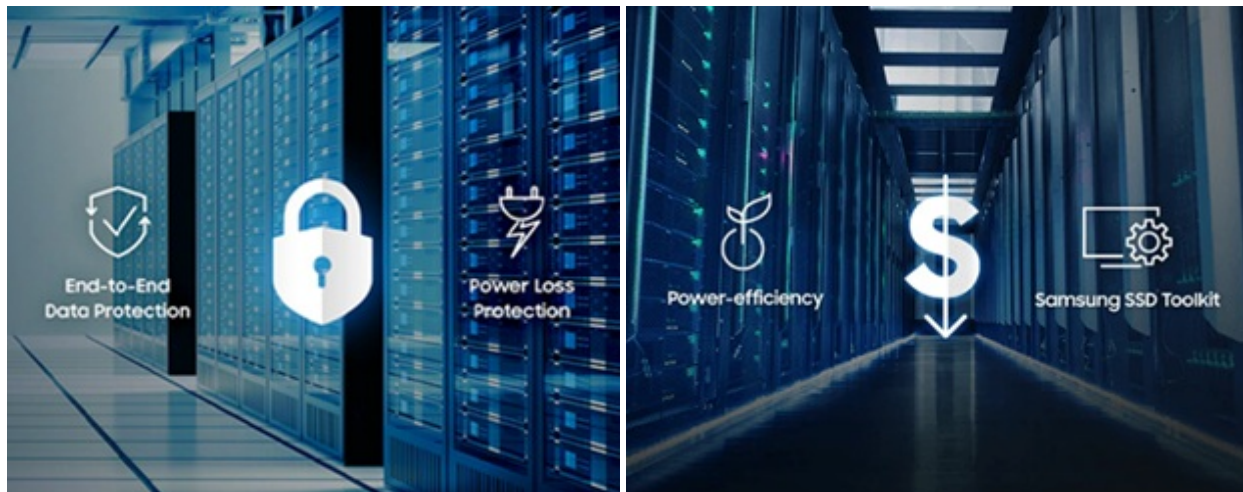 End-to-End
Data Protection
Power Loss
Protection
Power-efficiency
Samsung SSD Toolkit